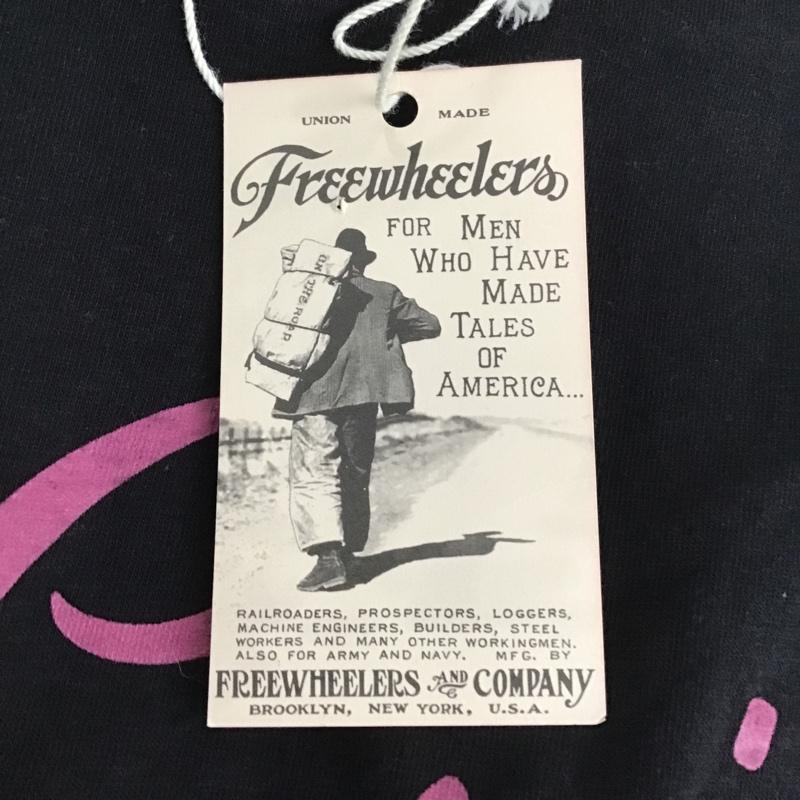 UNION MADE
Freewheelers
FOR MEN
WHO HAVE
MADE
TALES
OF
AMERICA...
ON THE ROAD
RAILROADERS, PROSPECTORS, LOGGERS,
MACHINE ENGINEERS, BUILDERS, STEEL
WORKERS AND MANY OTHER WORKINGMEN.
ALSO FOR ARMY AND NAVY. MFG. BY
FREEWHEELERS AND COMPANY
BROOKLYN, NEW YORK, U.S.A.